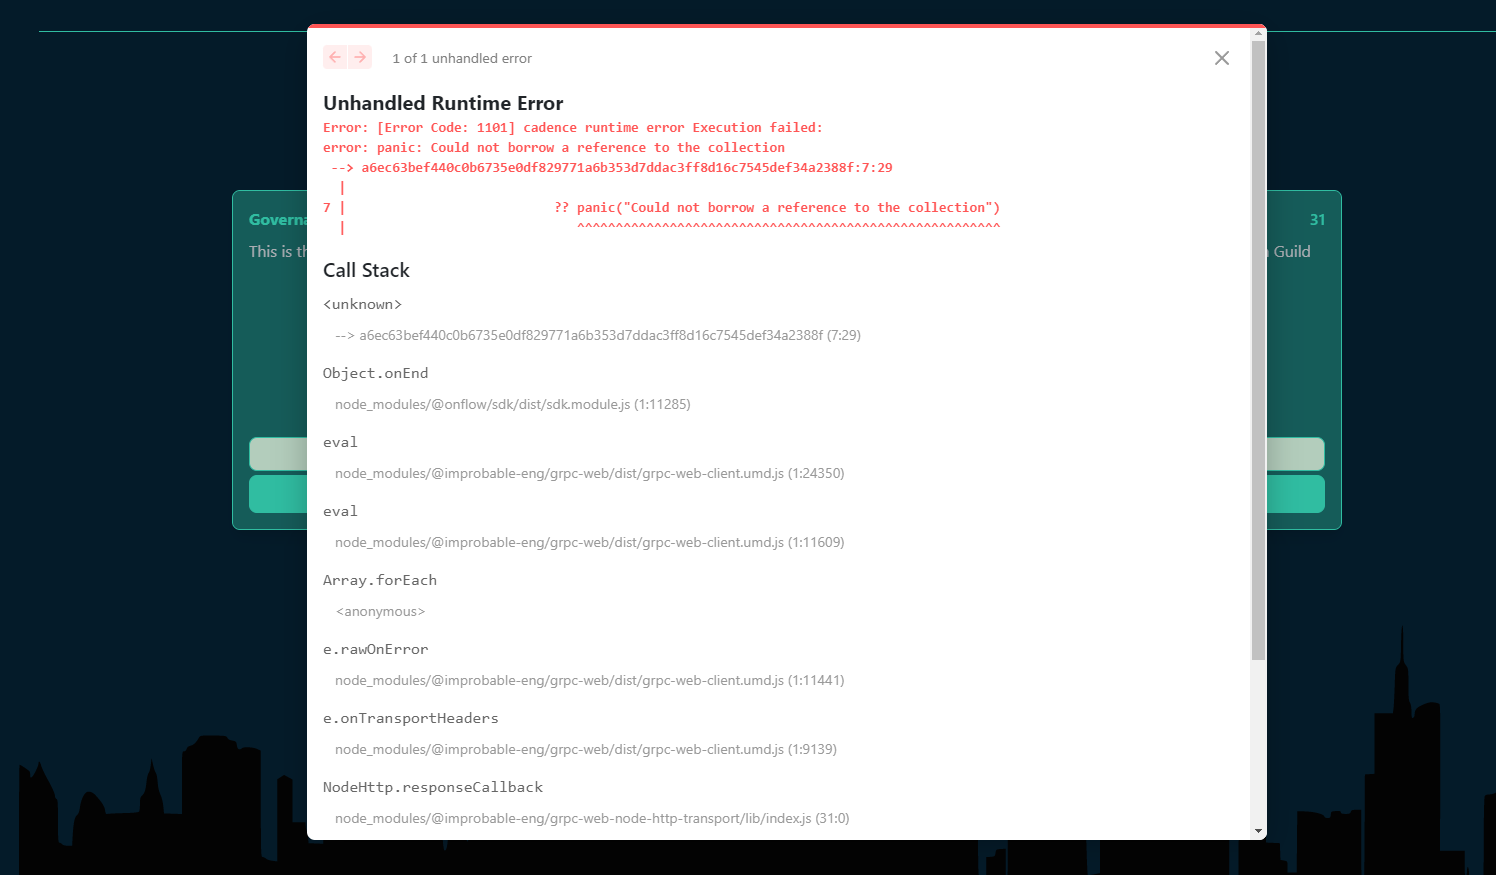 1 of 1 unhandled error
Unhandled Runtime Error
Error: [Error Code: 1101] cadence runtime error Execution failed:
error: panic: Could not borrow a reference to the collection
--> a6ec63bef440c0b6735e0df829771a6b353d7ddac3ff8d16c7545def34a2388f:7:29
|
7 | ?? panic("Could not borrow a reference to the collection")
| ^^^^^^^^^^^^^^^^^^^^^^^^^^^^^^^^^^^^^^^^^^^^^^^^^^^^^^^
Governa
31
This is th
Guild
Call Stack
<unknown>
--> a6ec63bef440c0b6735e0df829771a6b353d7ddac3ff8d16c7545def34a2388f (7:29)
Object.onEnd
node_modules/@onflow/sdk/dist/sdk.module.js (1:11285)
eval
node_modules/@improbable-eng/grpc-web/dist/grpc-web-client.umd.js (1:24350)
eval
node_modules/@improbable-eng/grpc-web/dist/grpc-web-client.umd.js (1:11609)
Array.forEach
<anonymous>
e.rawOnError
node_modules/@improbable-eng/grpc-web/dist/grpc-web-client.umd.js (1:11441)
e.onTransportHeaders
node_modules/@improbable-eng/grpc-web/dist/grpc-web-client.umd.js (1:9139)
NodeHttp.responseCallback
node_modules/@improbable-eng/grpc-web-node-http-transport/lib/index.js (31:0)